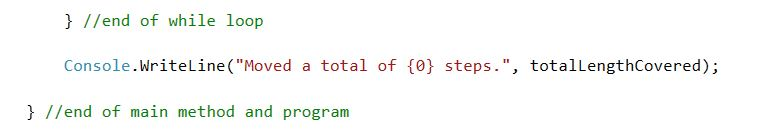 } //end of while loop
Console.WriteLine("Moved a total of {0} steps.", totalLengthCovered);
} //end of main method and program